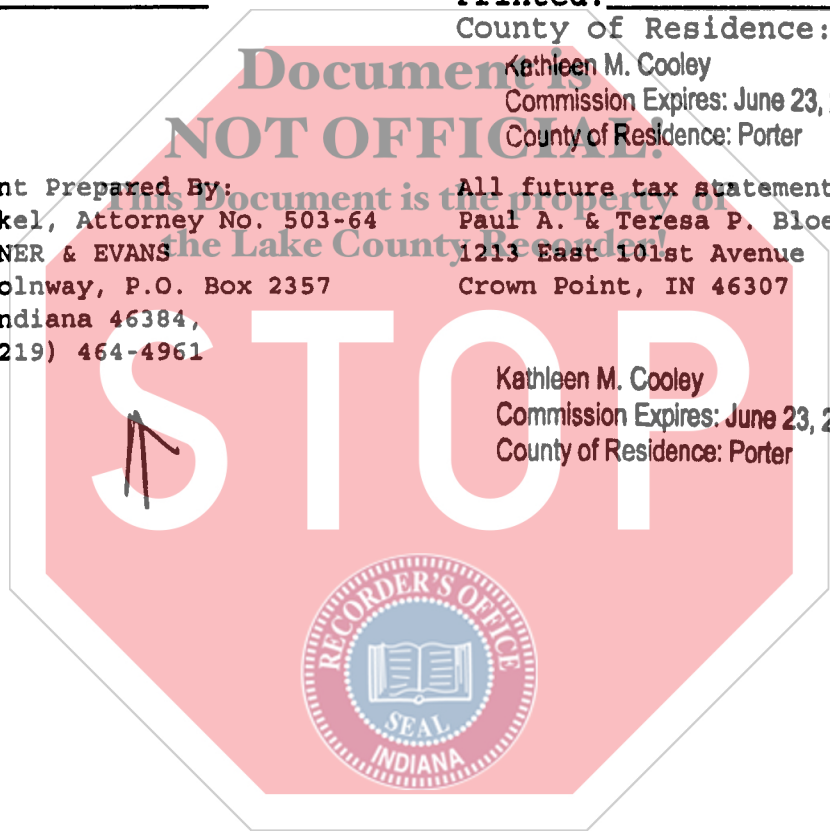 Printed:
County of Residence:
Kathleen M. Cooley
Commission Expires: June 23,
County of Residence: Porter
Document is
NOT OFFICIAL!
This Document is the property of
the Lake County Recorder!
nt Prepared By:
kel, Attorney No. 503-64
NER & EVANS
olnway, P.O. Box 2357
ndiana 46384,
219) 464-4961
All future tax statement
Paul A. & Teresa P. Bloe
1213 East 101st Avenue
Crown Point, IN 46307
Kathleen M. Cooley
Commission Expires: June 23, 2
County of Residence: Porter
STOP
RECORDER'S OFFICE
SEAL
INDIANA